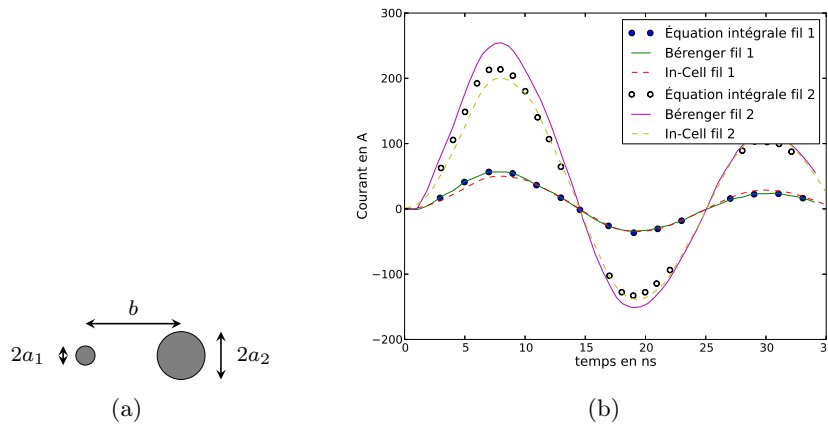 b
2a₁
2a₂
(a)
300
200
100
0
−100
−200
Courant en A
0 5 10 15 20 25 30 3
temps en ns
Équation intégrale fil 1
Bérenger fil 1
In-Cell fil 1
Équation intégrale fil 2
Bérenger fil 2
In-Cell fil 2
(b)